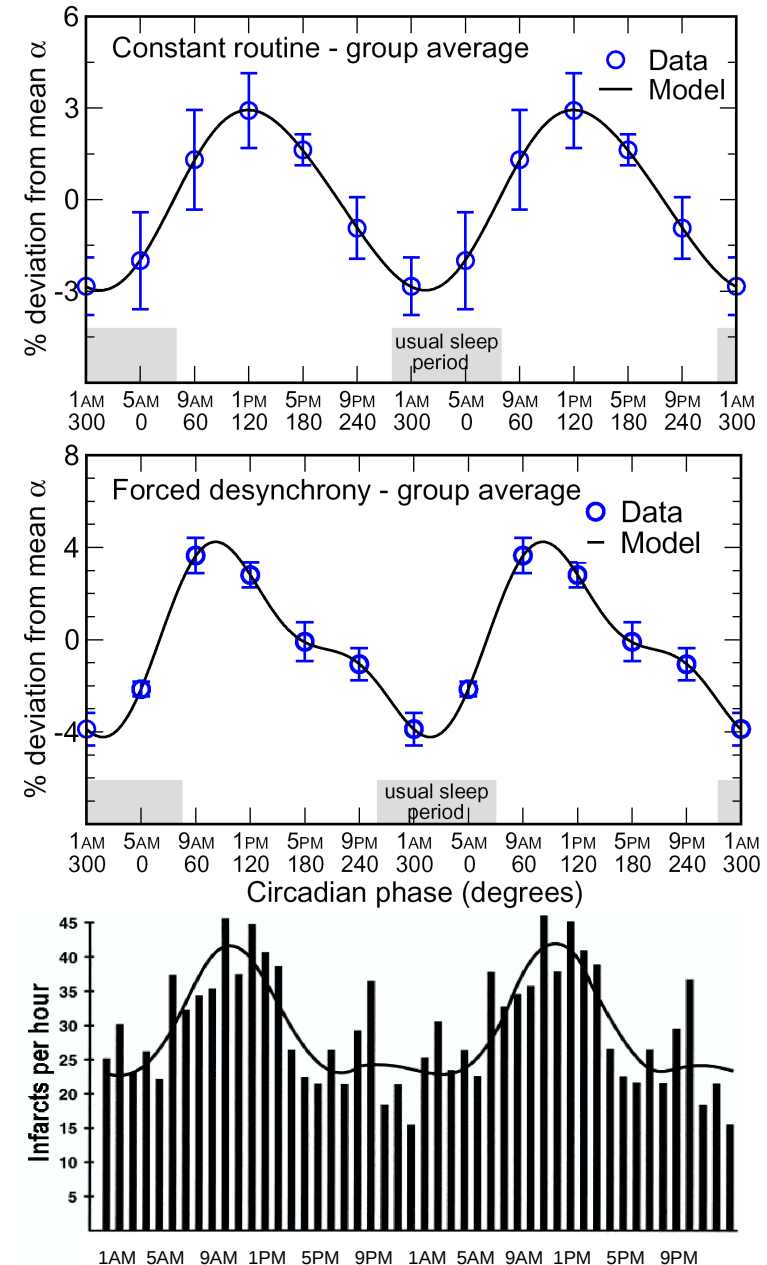 Constant routine - group average
Data
Model
% deviation from mean α
6
3
0
-3
usual sleep
period
1AM 5AM 9AM 1PM 5PM 9PM 1AM 5AM 9AM 1PM 5PM 9PM 1AM
300 0 60 120 180 240 300 0 60 120 180 240 300
Forced desynchrony - group average
Data
Model
% deviation from mean α
8
4
0
-4
usual sleep
period
1AM 5AM 9AM 1PM 5PM 9PM 1AM 5AM 9AM 1PM 5PM 9PM 1AM
300 0 60 120 180 240 300 0 60 120 180 240 300
Circadian phase (degrees)
Infarcts per hour
45
40
35
30
25
20
15
10
5
1AM 5AM 9AM 1PM 5PM 9PM 1AM 5AM 9AM 1PM 5PM 9PM